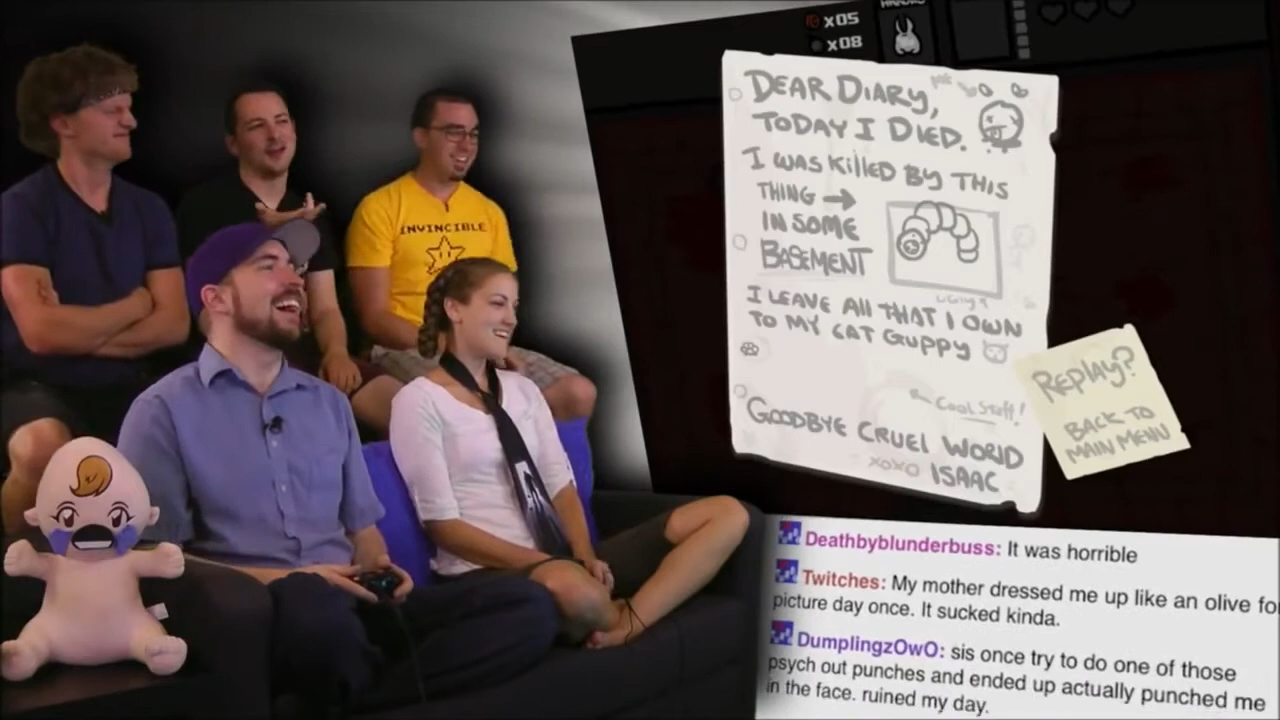 x05
x08
INVINCIBLE
DEAR DIARY,
TODAY I DIED.
I WAS KILLED BY THIS
THING →
IN SOME
BASEMENT
I LEAVE ALL THAT I OWN
TO MY CAT GUPPY
COOL STUFF!
GOODBYE CRUEL WORLD
XOXO ISAAC
REPLAY?
BACK TO
MAIN MENU
Deathbyblunderbuss: It was horrible
Twitches: My mother dressed me up like an olive fo
picture day once. It sucked kinda.
DumplingzOwO: sis once try to do one of those
psych out punches and ended up actually punched me
in the face. ruined my day.